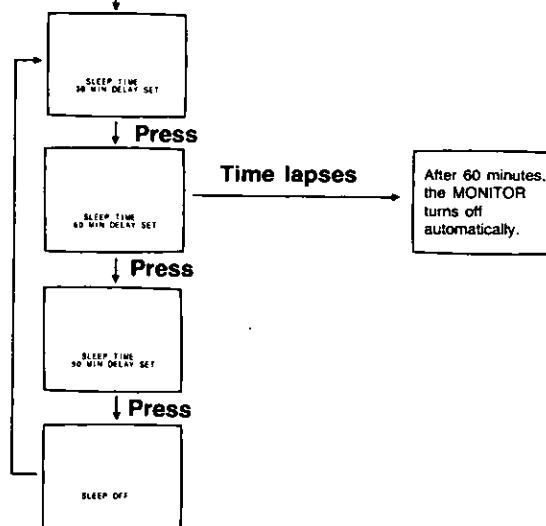 SLEEP TIME
30 MIN DELAY SET
Press
SLEEP TIME
60 MIN DELAY SET
Time lapses
After 60 minutes,
the MONITOR
turns off
automatically.
Press
SLEEP TIME
90 MIN DELAY SET
Press
SLEEP OFF